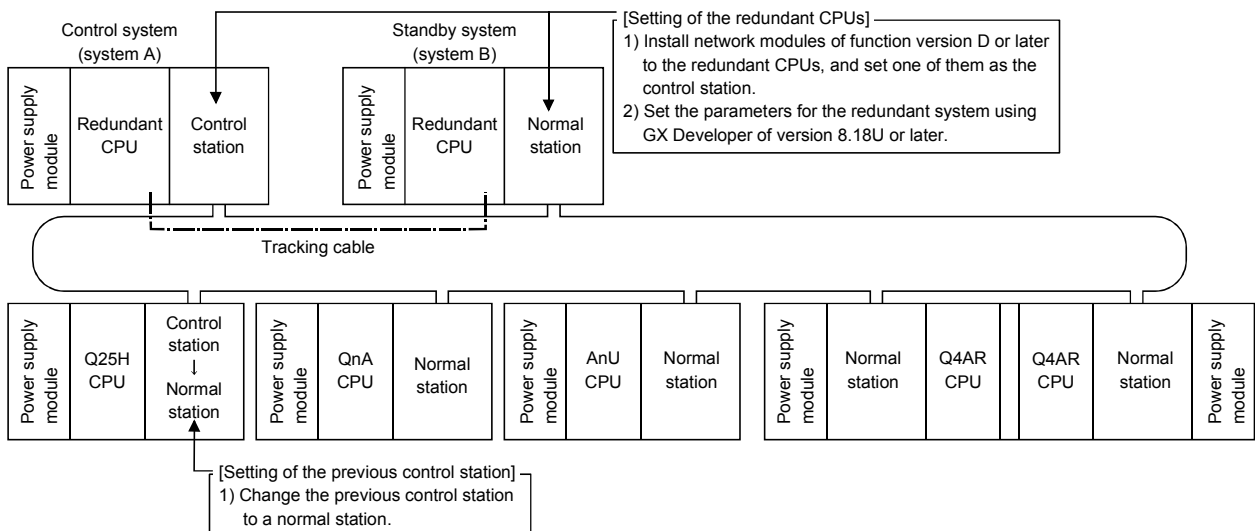 Control system
(system A)
Standby system
(system B)
[Setting of the redundant CPUs]
1) Install network modules of function version D or later
to the redundant CPUs, and set one of them as the
control station.
2) Set the parameters for the redundant system using
GX Developer of version 8.18U or later.
Power supply
module
Redundant
CPU
Control
station
Power supply
module
Redundant
CPU
Normal
station
Tracking cable
Power supply
module
Q25H
CPU
Control
station
↓
Normal
station
Power supply
module
QnA
CPU
Normal
station
Power supply
module
AnU
CPU
Normal
station
Power supply
module
Normal
station
Q4AR
CPU
Q4AR
CPU
Normal
station
Power supply
module
[Setting of the previous control station]
1) Change the previous control station
to a normal station.